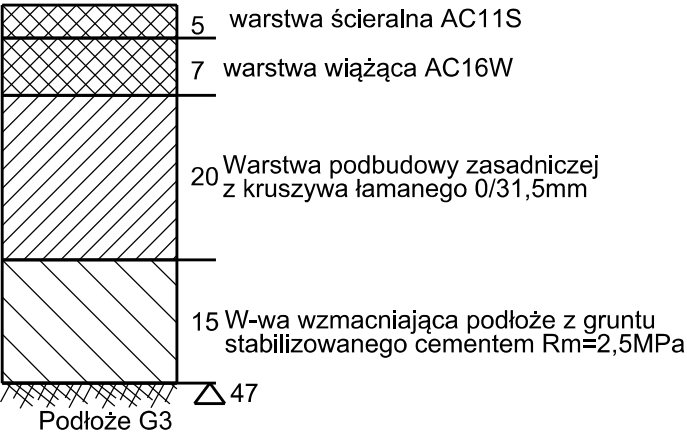 5 warstwa ścieralna AC11S
7 warstwa wiążąca AC16W
20 Warstwa podbudowy zasadniczej
z kruszywa łamanego 0/31,5mm
15 W-wa wzmacniająca podłoże z gruntu
stabilizowanego cementem Rm=2,5MPa
47
Podłoże G3